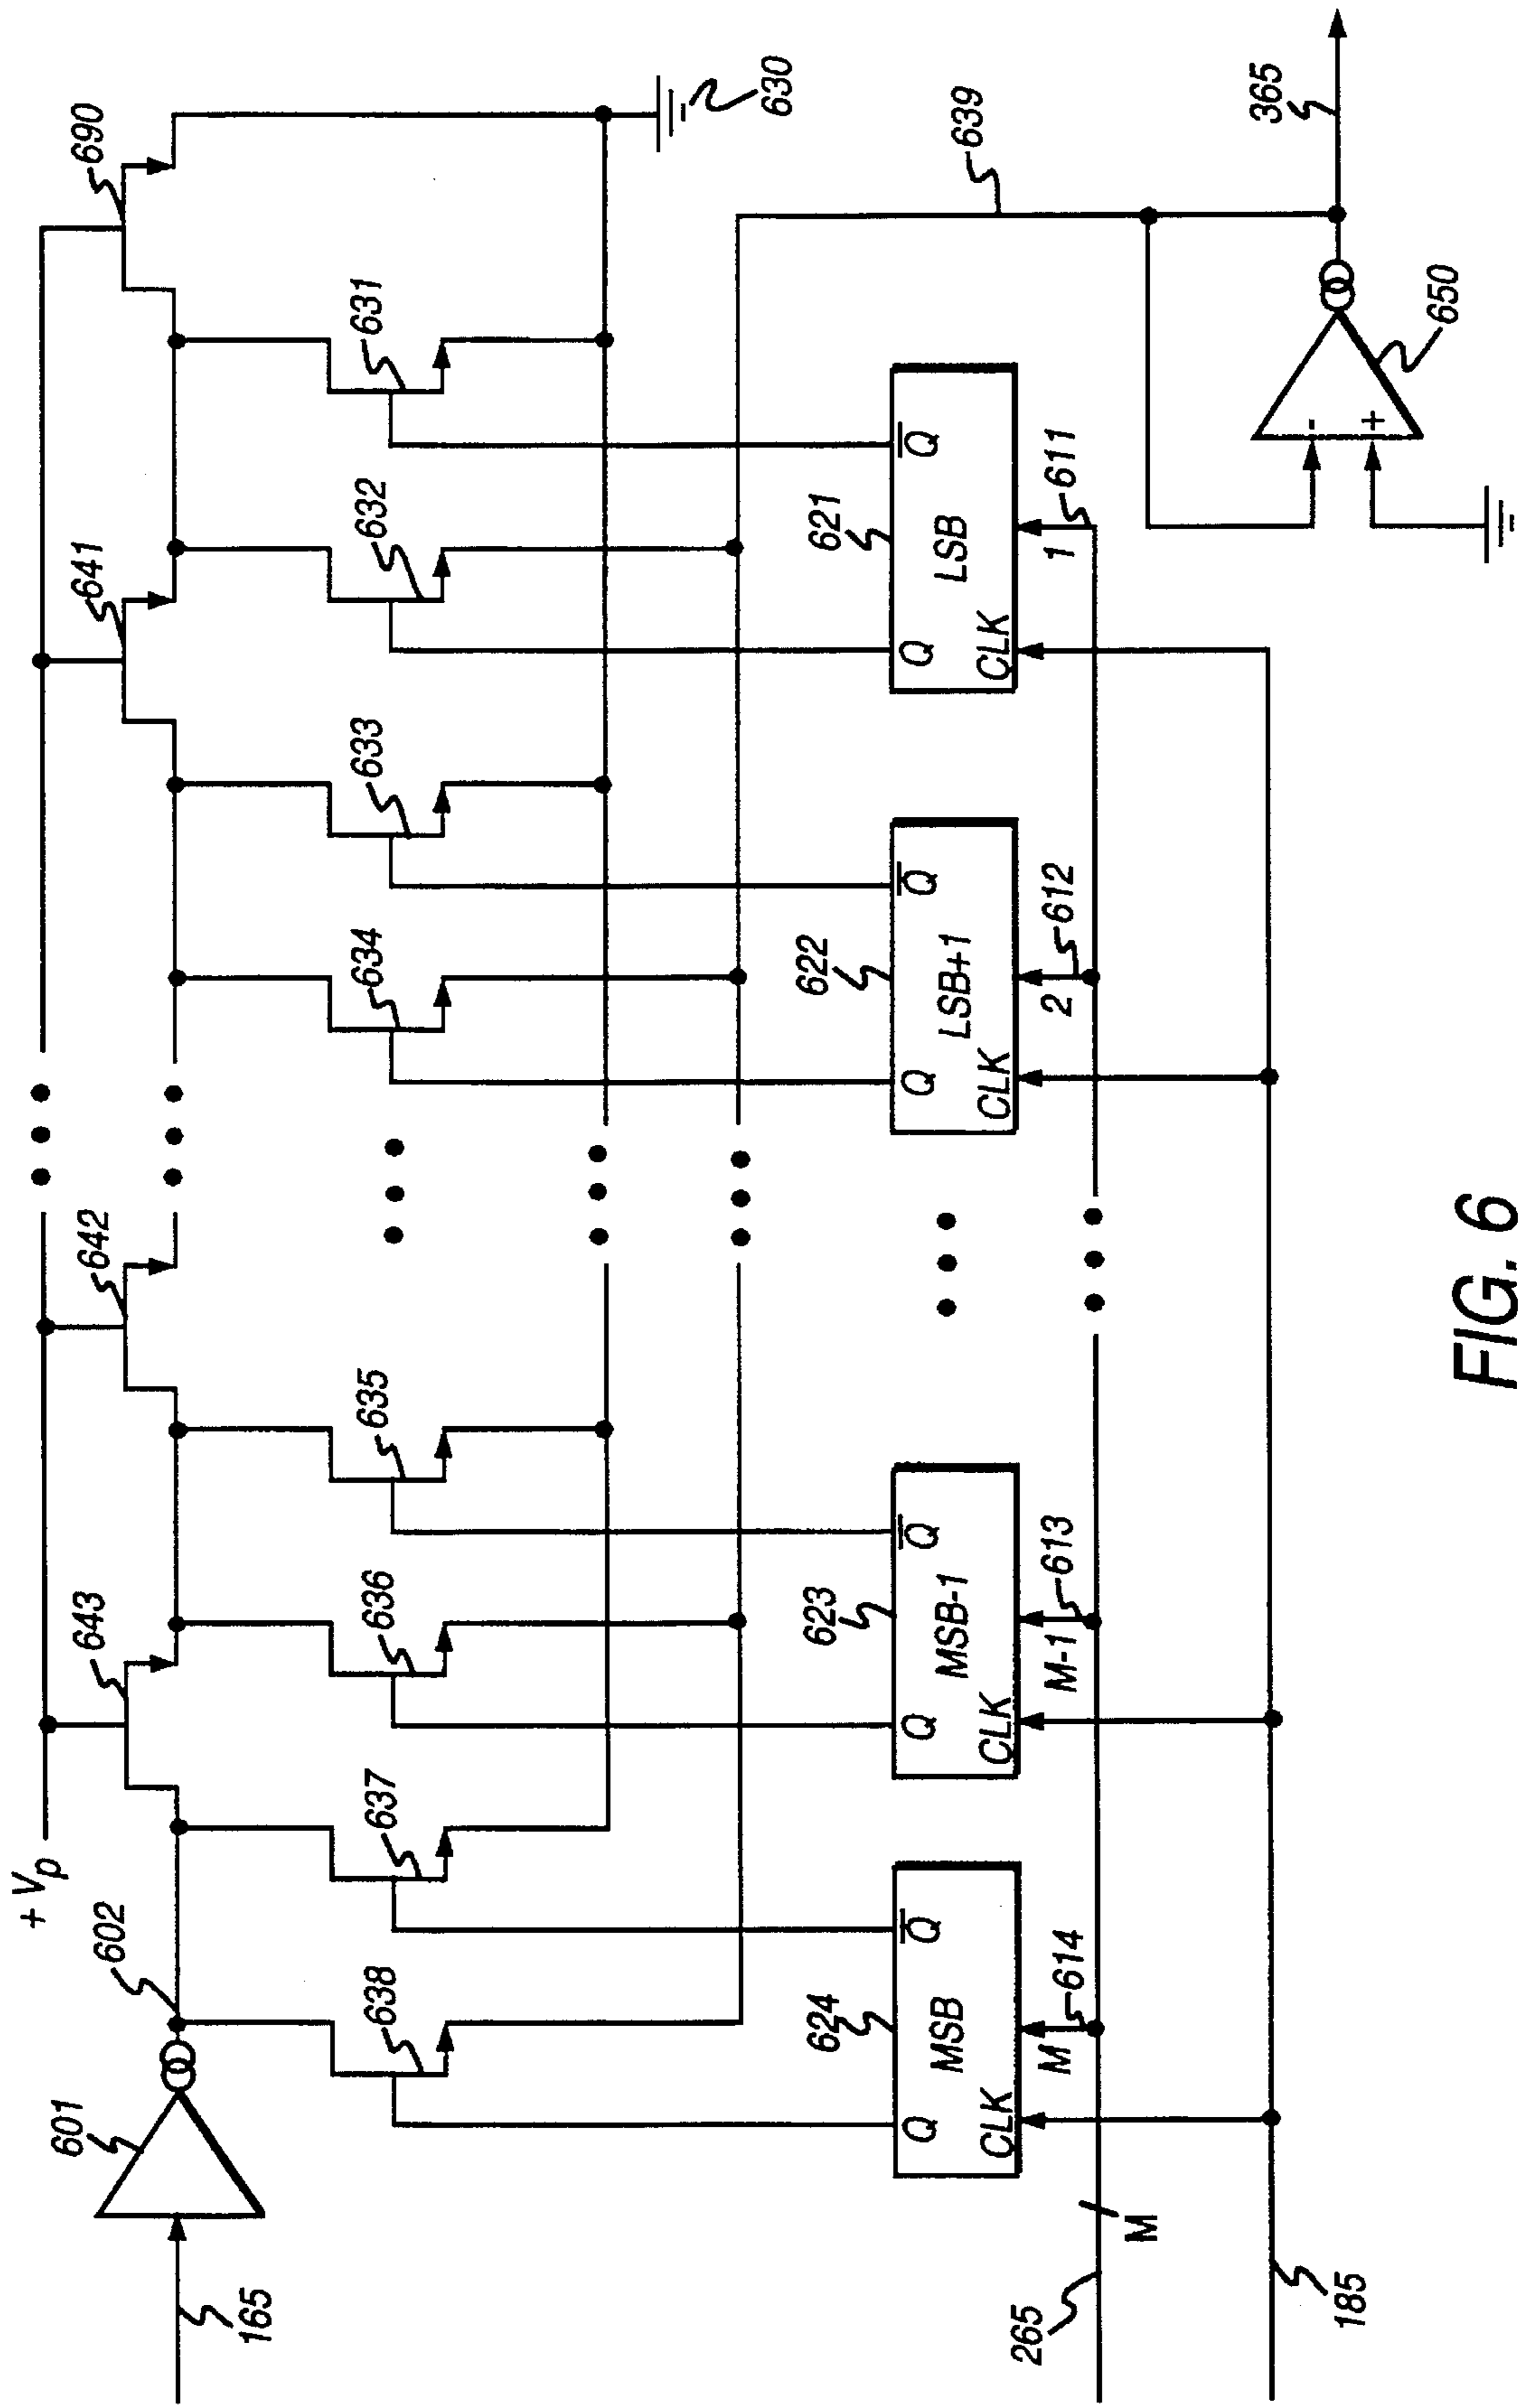 + Vp
690
641
642
643
602
601
165
631
632
633
634
635
636
637
638
630
639
621
622
623
624
Q LSB Q̅
CLK
Q LSB+1 Q̅
CLK
Q MSB-1 Q̅
CLK
Q MSB Q̅
CLK
1 611
2 612
M-1 613
M 614
265
M
185
365
650
-
+
FIG. 6